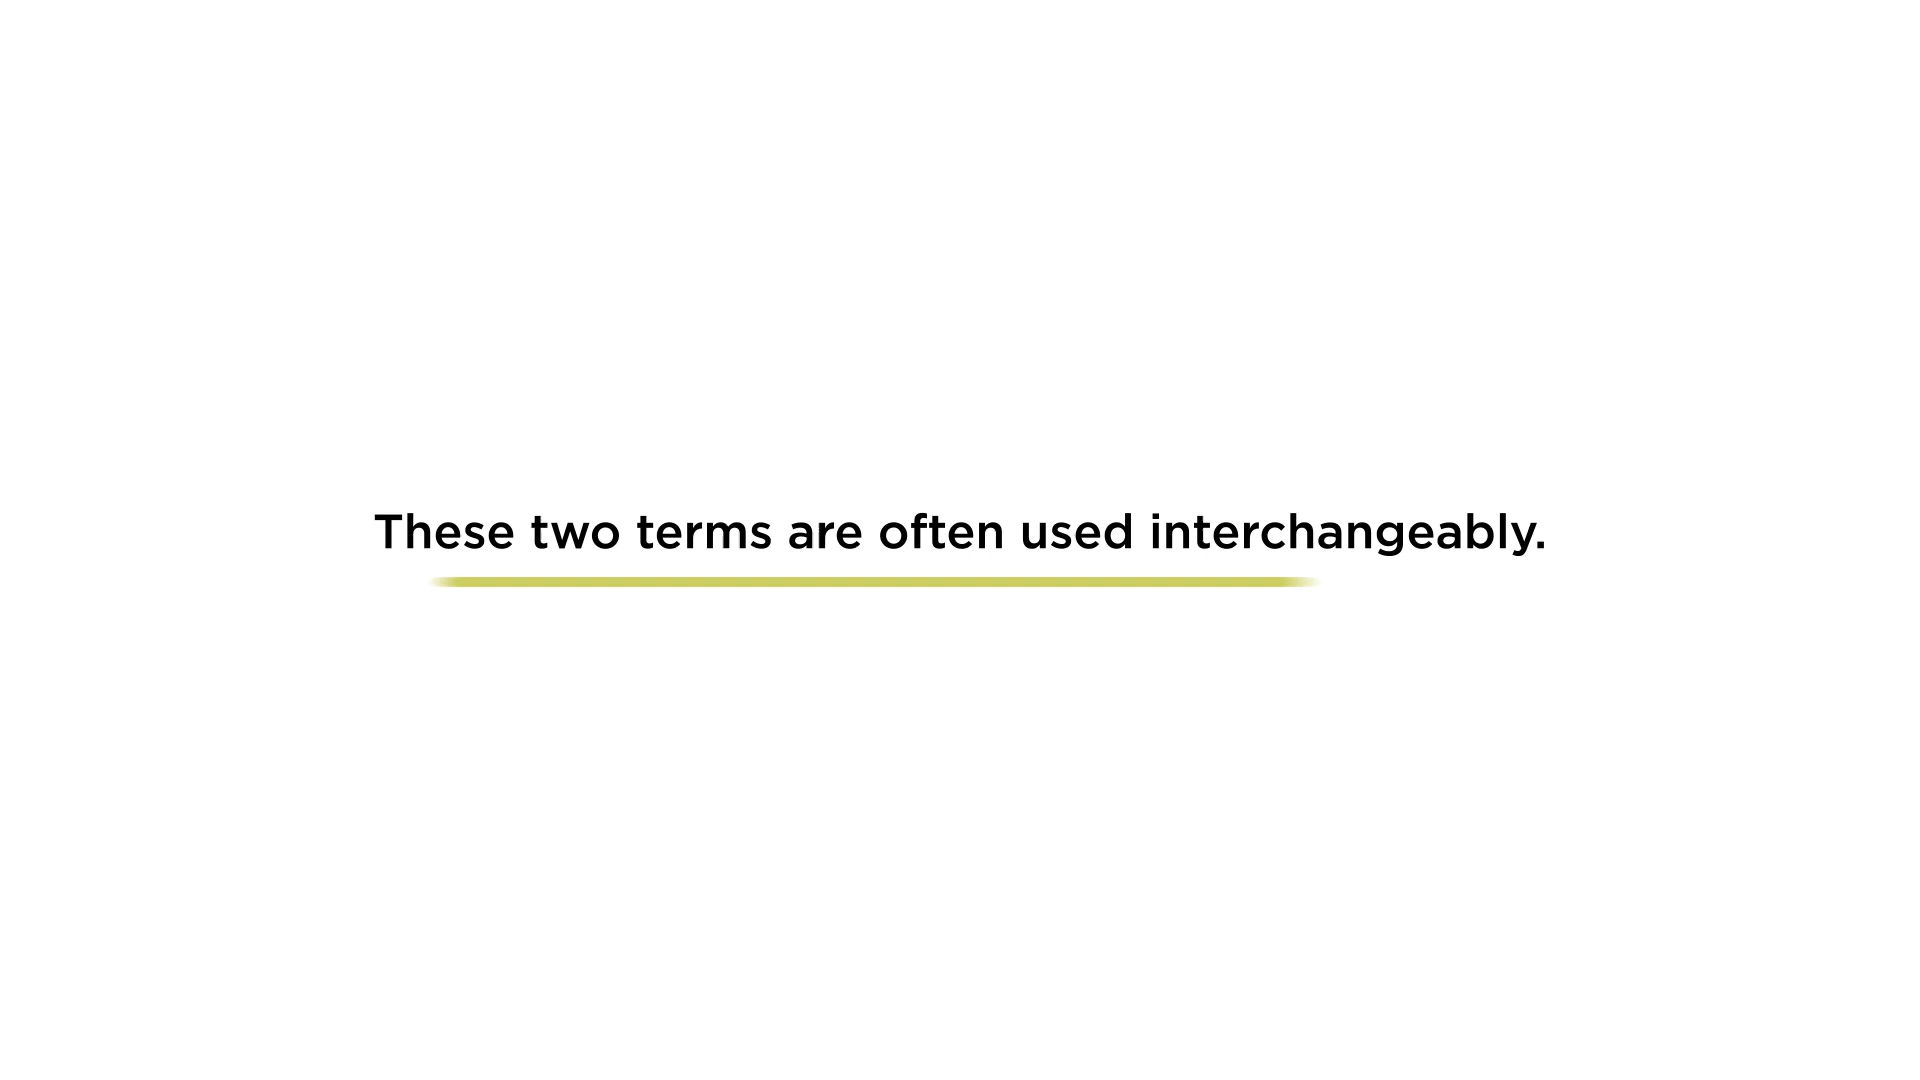 These two terms are often used interchangeably.